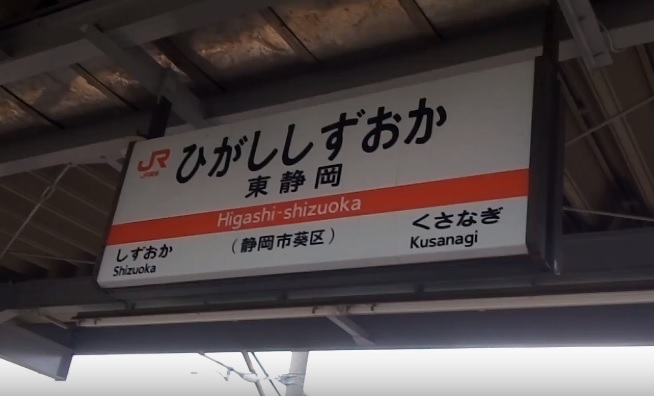 JR
ひがししずおか
東静岡
Higashi-shizuoka
(静岡市葵区)
しずおか
Shizuoka
くさなぎ
Kusanagi